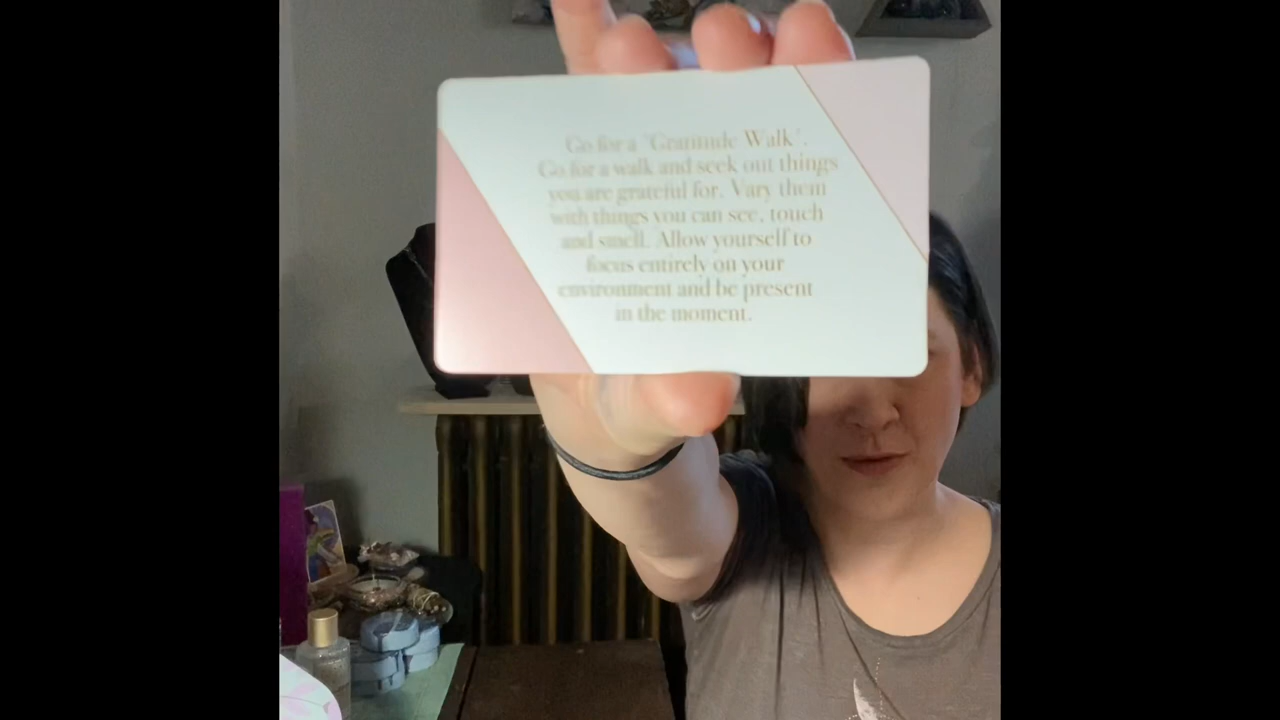 Go for a 'Gratitude Walk'.
Go for a walk and seek out things
you are grateful for. Vary them
with things you can see, touch
and smell. Allow yourself to
focus entirely on your
environment and be present
in the moment.